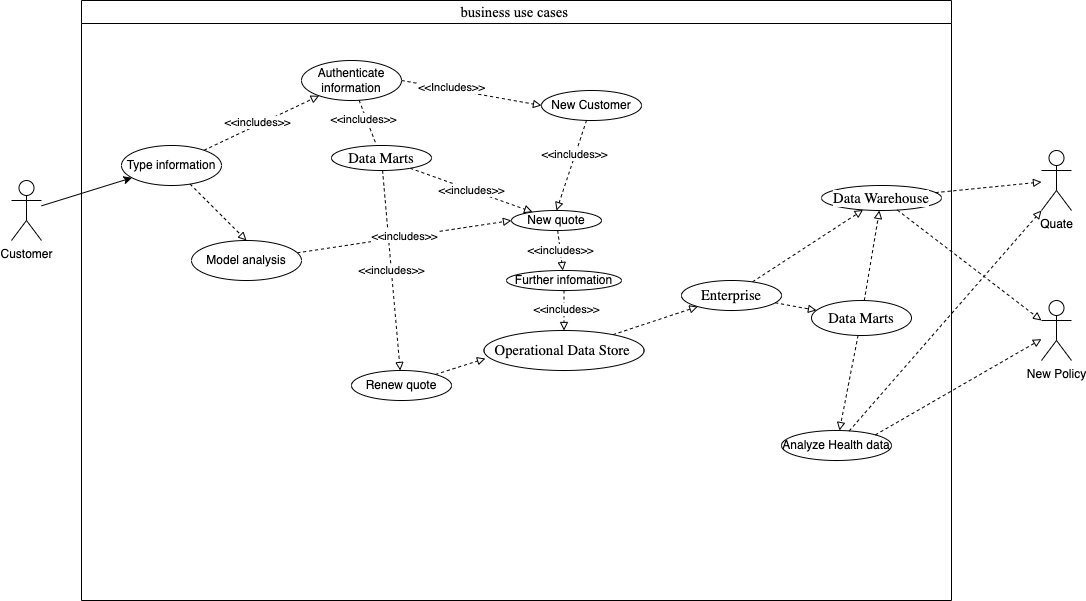 business use cases
Authenticate
information
<<Includes>>
New Customer
<<includes>>
<<includes>>
Data Marts
<<includes>>
Type information
<<includes>>
Data Warehouse
New quote
Quate
Customer
<<includes>>
<<includes>>
Model analysis
<<includes>>
Further infomation
Enterprise
<<includes>>
Data Marts
Operational Data Store
New Policy
Renew quote
Analyze Health data